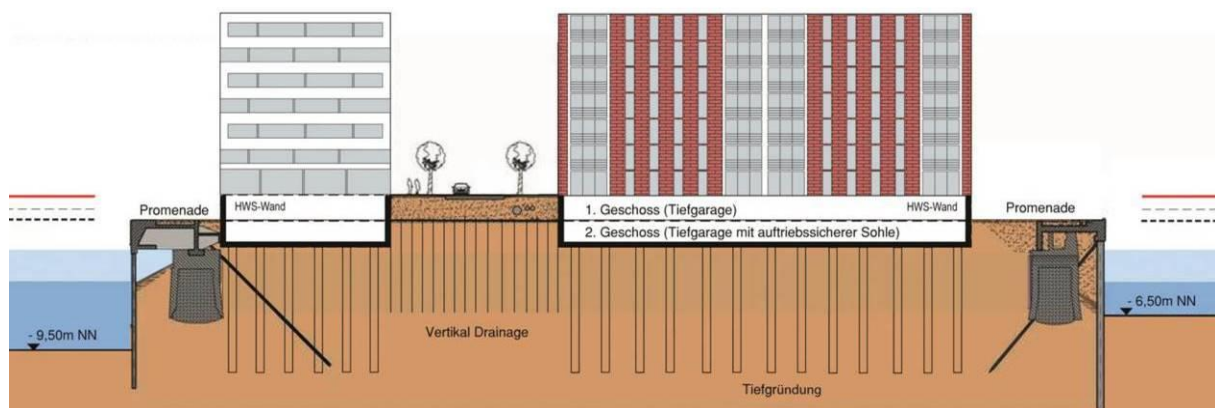 Promenade
HWS-Wand
1. Geschoss (Tiefgarage)
HWS-Wand
Promenade
2. Geschoss (Tiefgarage mit auftriebssicherer Sohle)
- 9,50m NN
Vertikal Drainage
- 6,50m NN
Tiefgründung